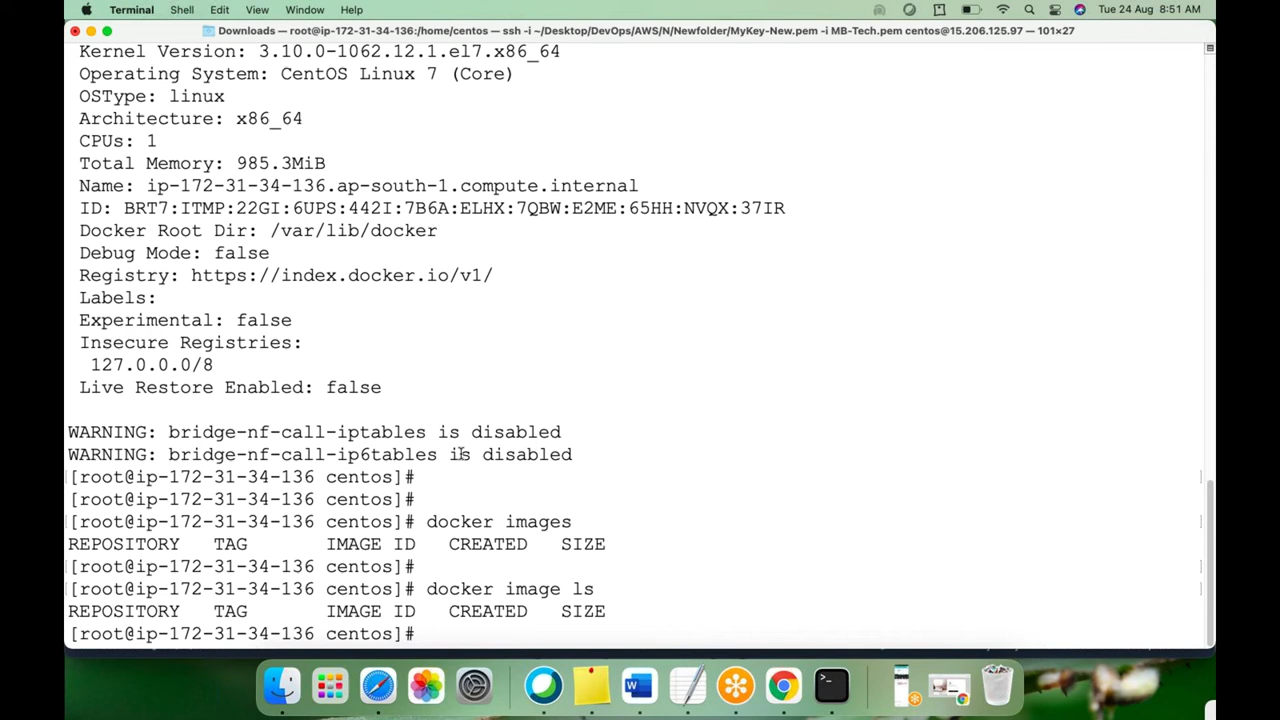 Terminal Shell Edit View Window Help Tue 24 Aug 8:51 AM
Downloads — root@ip-172-31-34-136:/home/centos — ssh -i ~/Desktop/DevOps/AWS/N/Newfolder/MyKey-New.pem -i MB-Tech.pem centos@15.206.125.97 — 101×27
Kernel Version: 3.10.0-1062.12.1.el7.x86_64
Operating System: CentOS Linux 7 (Core)
OSType: linux
Architecture: x86_64
CPUs: 1
Total Memory: 985.3MiB
Name: ip-172-31-34-136.ap-south-1.compute.internal
ID: BRT7:ITMP:22GI:6UPS:442I:7B6A:ELHX:7QBW:E2ME:65HH:NVQX:37IR
Docker Root Dir: /var/lib/docker
Debug Mode: false
Registry: https://index.docker.io/v1/
Labels:
Experimental: false
Insecure Registries:
127.0.0.0/8
Live Restore Enabled: false
WARNING: bridge-nf-call-iptables is disabled
WARNING: bridge-nf-call-ip6tables is disabled
[root@ip-172-31-34-136 centos]#
[root@ip-172-31-34-136 centos]#
[root@ip-172-31-34-136 centos]# docker images
REPOSITORY TAG IMAGE ID CREATED SIZE
[root@ip-172-31-34-136 centos]#
[root@ip-172-31-34-136 centos]# docker image ls
REPOSITORY TAG IMAGE ID CREATED SIZE
[root@ip-172-31-34-136 centos]#